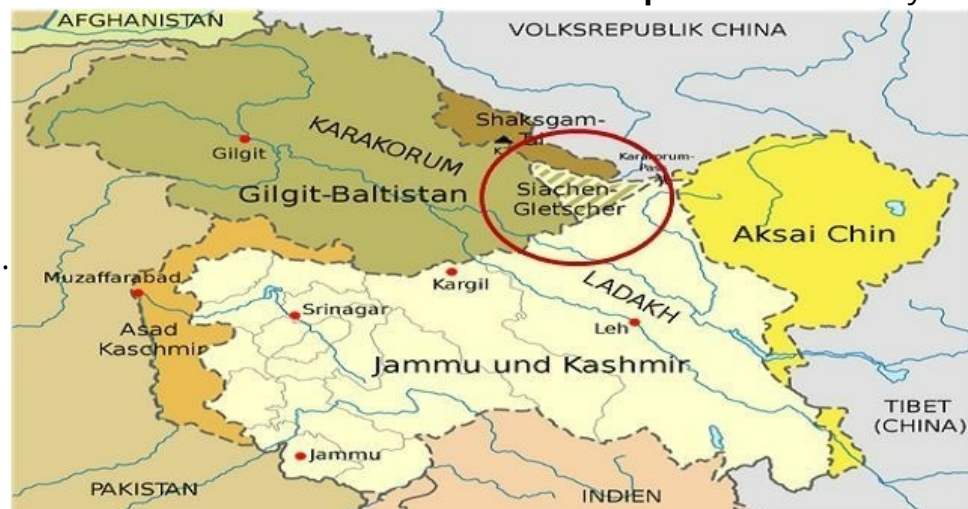 AFGHANISTAN
VOLKSREPUBLIK CHINA
KARAKORUM
Shaksgam-
Tal
Gilgit
Karakorum-
Pass
Gilgit-Baltistan
Siachen-
Gletscher
Aksai Chin
Muzaffarabad
Kargil
LADAKH
Srinagar
Leh
Asad
Kaschmir
Jammu und Kashmir
TIBET
(CHINA)
Jammu
PAKISTAN
INDIEN